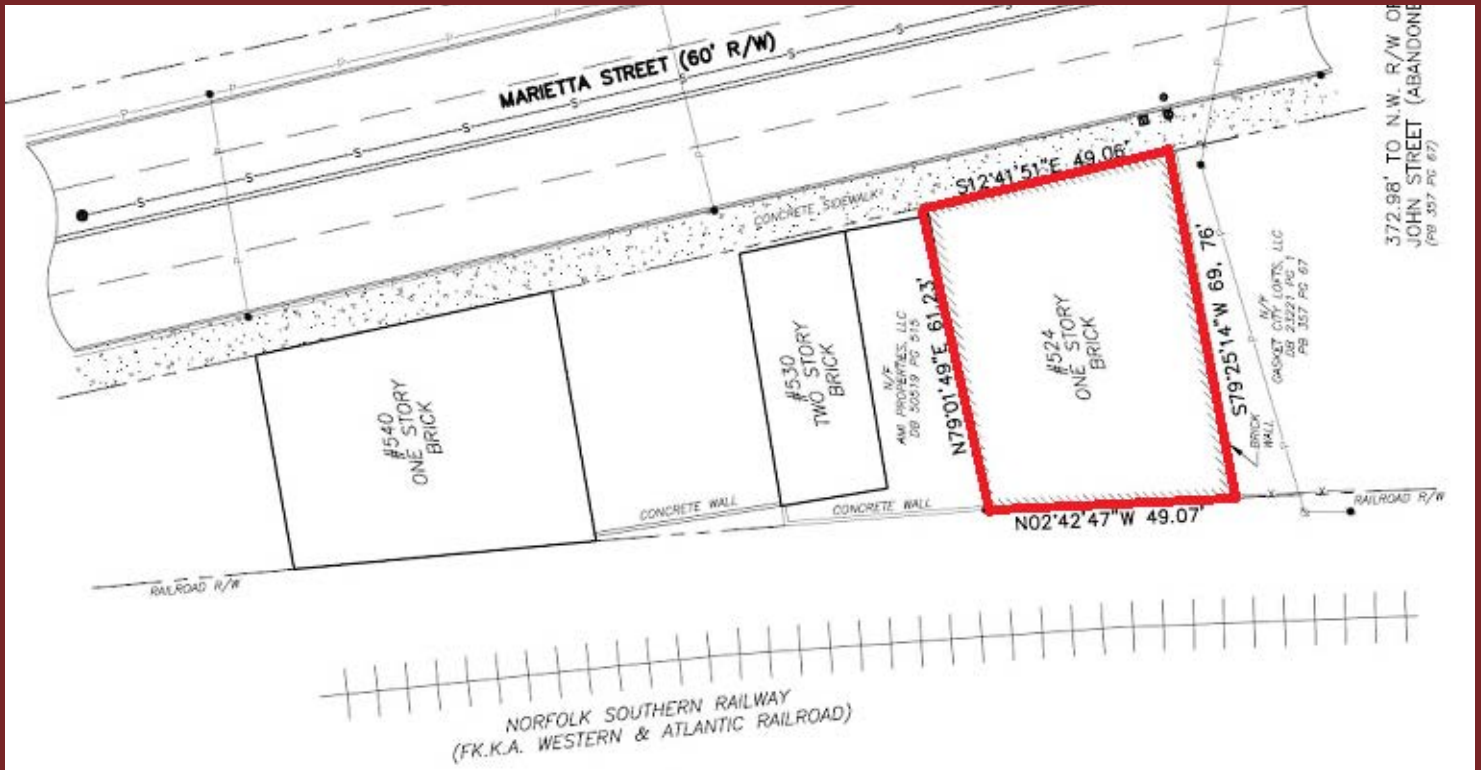 MARIETTA STREET (60' R/W)
372.98' TO N.W. R/W OF
JOHN STREET (ABANDONE
(PB 357 PG 67)
S12°41'51"E 49.06'
CONCRETE SIDEWALK
N79°01'49"E 61.23'
S79°25'14"W 69, 76'
#524
ONE STORY
BRICK
N/F
GASKET CITY LOFTS, LLC
DB 23221 PG 1
PB 357 PG 67
N/F
AMI PROPERTIES, LLC
DB 50519 PG 515
#530
TWO STORY
BRICK
#540
ONE STORY
BRICK
BRICK
WALL
CONCRETE WALL
CONCRETE WALL
N02°42'47"W 49.07'
RAILROAD R/W
RAILROAD R/W
NORFOLK SOUTHERN RAILWAY
(FK.K.A. WESTERN & ATLANTIC RAILROAD)